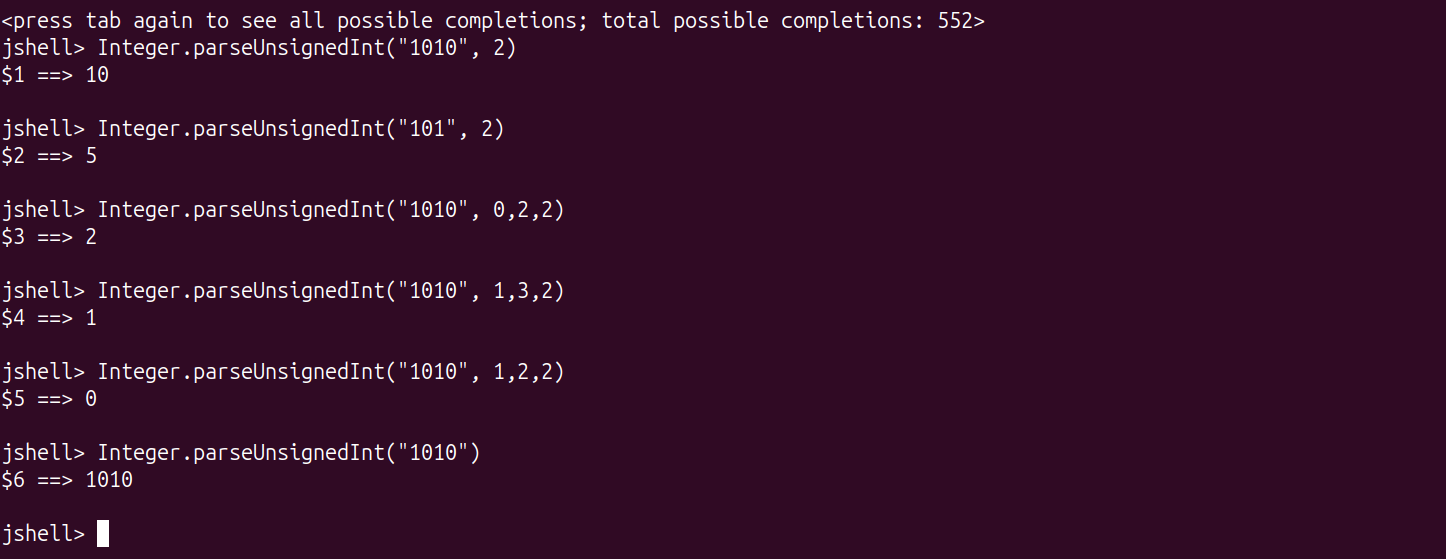 <press tab again to see all possible completions; total possible completions: 552>
jshell> Integer.parseUnsignedInt("1010", 2)
$1 ==> 10
jshell> Integer.parseUnsignedInt("101", 2)
$2 ==> 5
jshell> Integer.parseUnsignedInt("1010", 0,2,2)
$3 ==> 2
jshell> Integer.parseUnsignedInt("1010", 1,3,2)
$4 ==> 1
jshell> Integer.parseUnsignedInt("1010", 1,2,2)
$5 ==> 0
jshell> Integer.parseUnsignedInt("1010")
$6 ==> 1010
jshell>